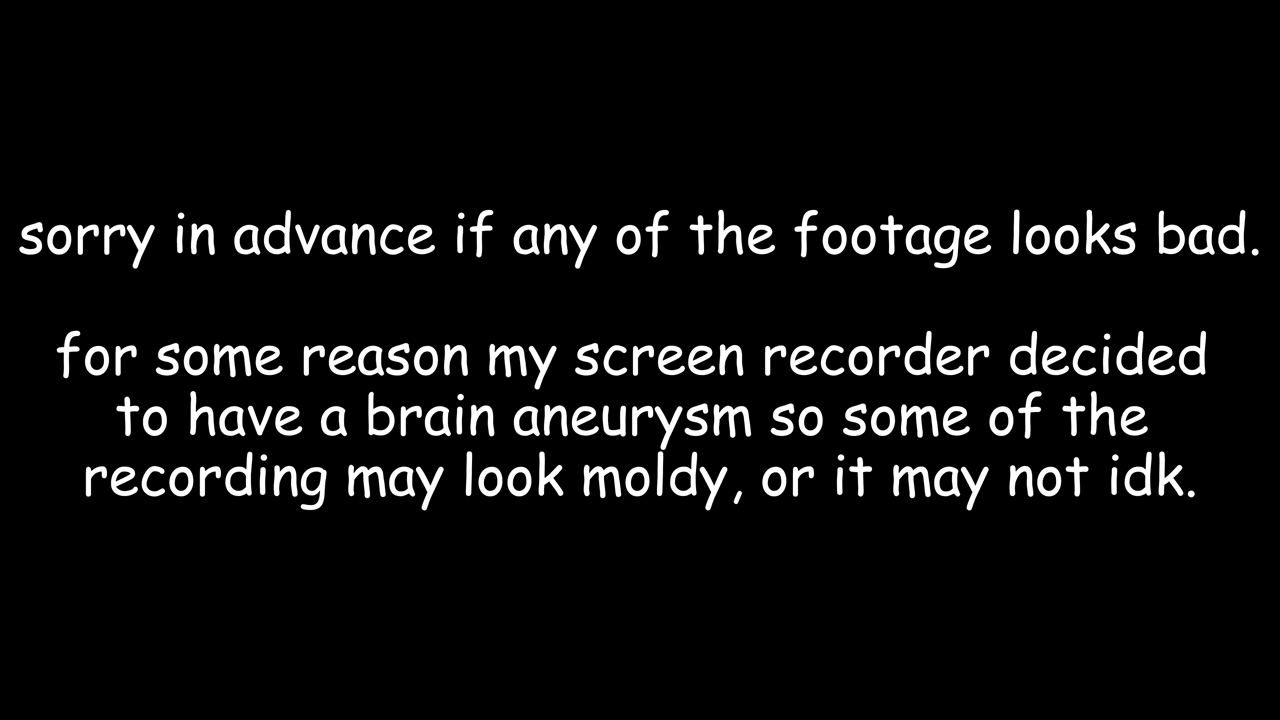 sorry in advance if any of the footage looks bad.
for some reason my screen recorder decided
to have a brain aneurysm so some of the
recording may look moldy, or it may not idk.